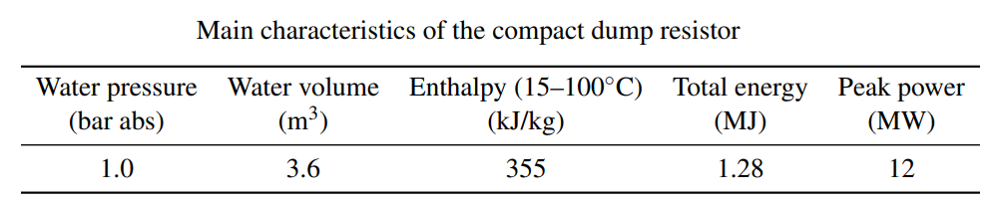 Main characteristics of the compact dump resistor
Water pressure Water volume Enthalpy (15–100°C) Total energy Peak power
(bar abs) (m³) (kJ/kg) (MJ) (MW)
1.0 3.6 355 1.28 12